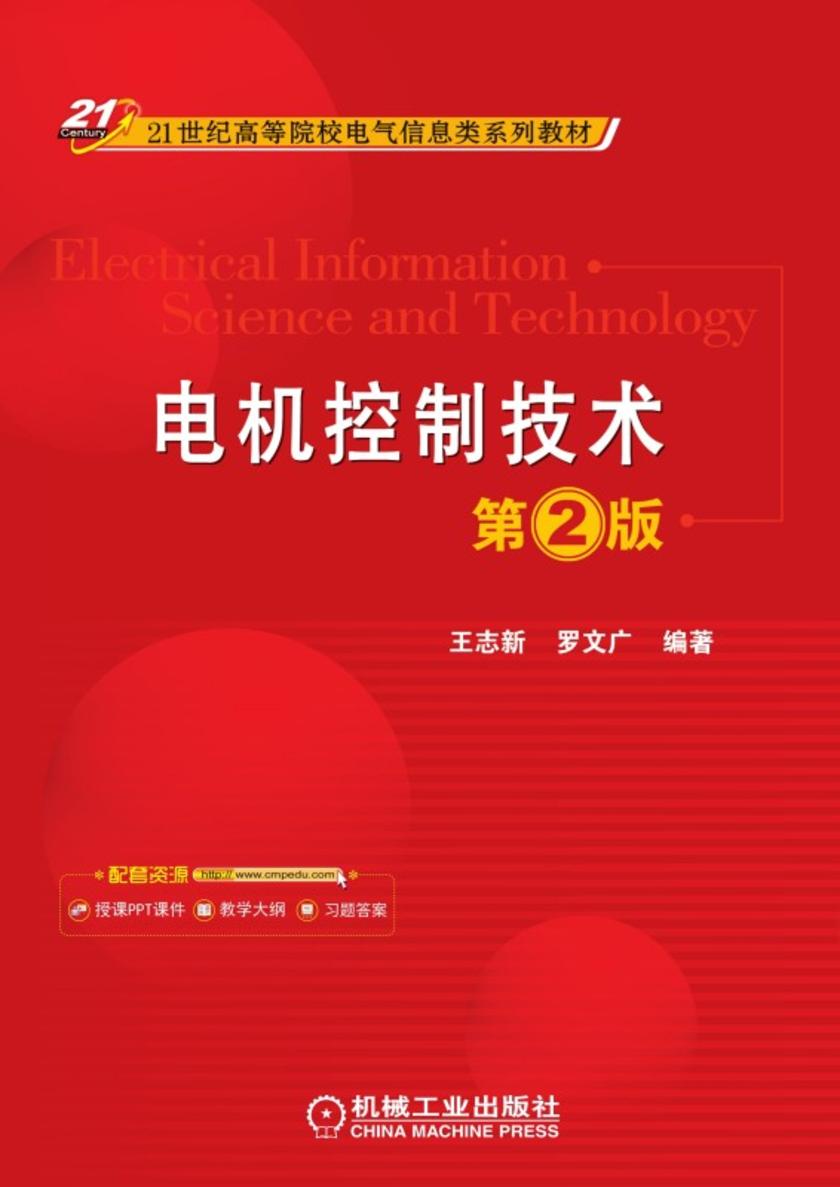 21
Century
21世纪高等院校电气信息类系列教材
Electrical Information
Science and Technology
电机控制技术
第2版
王志新 罗文广 编著
配套资源 http://www.cmpedu.com
授课PPT课件 教学大纲 习题答案
机械工业出版社
CHINA MACHINE PRESS